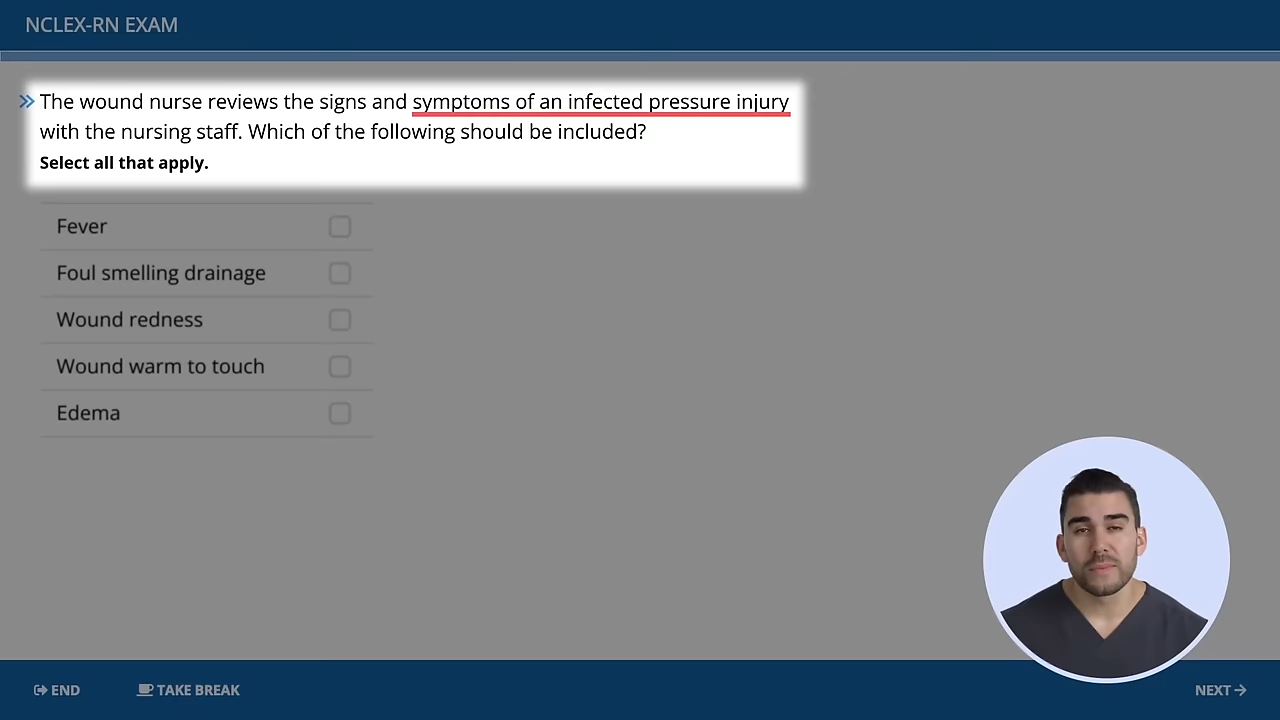 NCLEX-RN EXAM
The wound nurse reviews the signs and symptoms of an infected pressure injury
with the nursing staff. Which of the following should be included?
Select all that apply.
Fever
Foul smelling drainage
Wound redness
Wound warm to touch
Edema
END
TAKE BREAK
NEXT